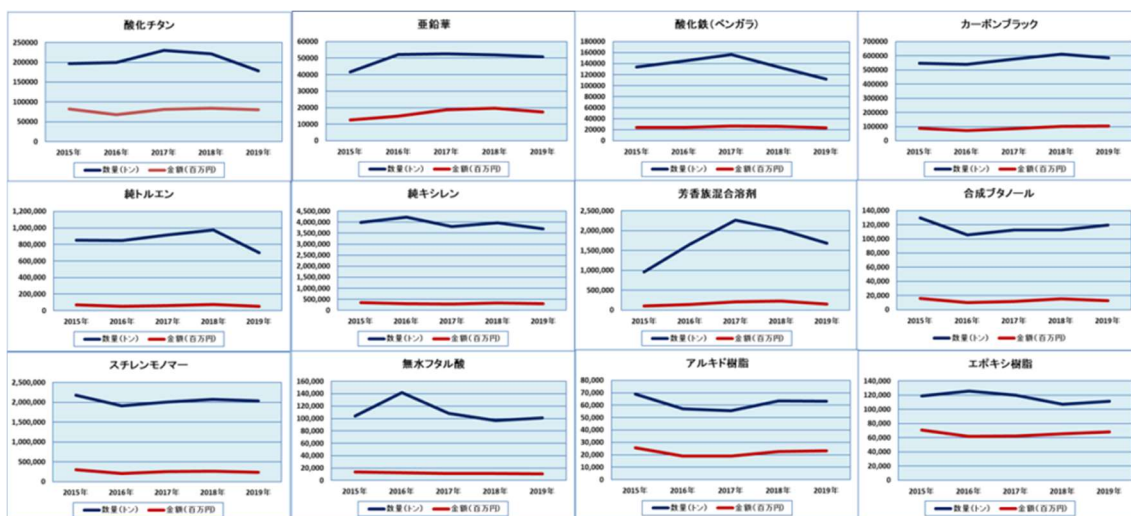 酸化チタン
250000
200000
150000
100000
50000
0
2015年 2016年 2017年 2018年 2019年
数量(トン) 金額(百万円)
亜鉛華
60000
50000
40000
30000
20000
10000
0
2015年 2016年 2017年 2018年 2019年
数量(トン) 金額(百万円)
酸化鉄(ベンガラ)
180000
160000
140000
120000
100000
80000
60000
40000
20000
0
2015年 2016年 2017年 2018年 2019年
数量(トン) 金額(百万円)
カーボンブラック
700000
600000
500000
400000
300000
200000
100000
0
2015年 2016年 2017年 2018年 2019年
数量(トン) 金額(百万円)
純トルエン
1,200,000
1,000,000
800,000
600,000
400,000
200,000
0
2015年 2016年 2017年 2018年 2019年
数量(トン) 金額(百万円)
純キシレン
4,500,000
4,000,000
3,500,000
3,000,000
2,500,000
2,000,000
1,500,000
1,000,000
500,000
0
2015年 2016年 2017年 2018年 2019年
数量(トン) 金額(百万円)
芳香族混合溶剤
2,500,000
2,000,000
1,500,000
1,000,000
500,000
0
2015年 2016年 2017年 2018年 2019年
数量(トン) 金額(百万円)
合成ブタノール
140,000
120,000
100,000
80,000
60,000
40,000
20,000
0
2015年 2016年 2017年 2018年 2019年
数量(トン) 金額(百万円)
スチレンモノマー
2,500,000
2,000,000
1,500,000
1,000,000
500,000
0
2015年 2016年 2017年 2018年 2019年
数量(トン) 金額(百万円)
無水フタル酸
160,000
140,000
120,000
100,000
80,000
60,000
40,000
20,000
0
2015年 2016年 2017年 2018年 2019年
数量(トン) 金額(百万円)
アルキド樹脂
80,000
70,000
60,000
50,000
40,000
30,000
20,000
10,000
0
2015年 2016年 2017年 2018年 2019年
数量(トン) 金額(百万円)
エポキシ樹脂
140,000
120,000
100,000
80,000
60,000
40,000
20,000
0
2015年 2016年 2017年 2018年 2019年
数量(トン) 金額(百万円)